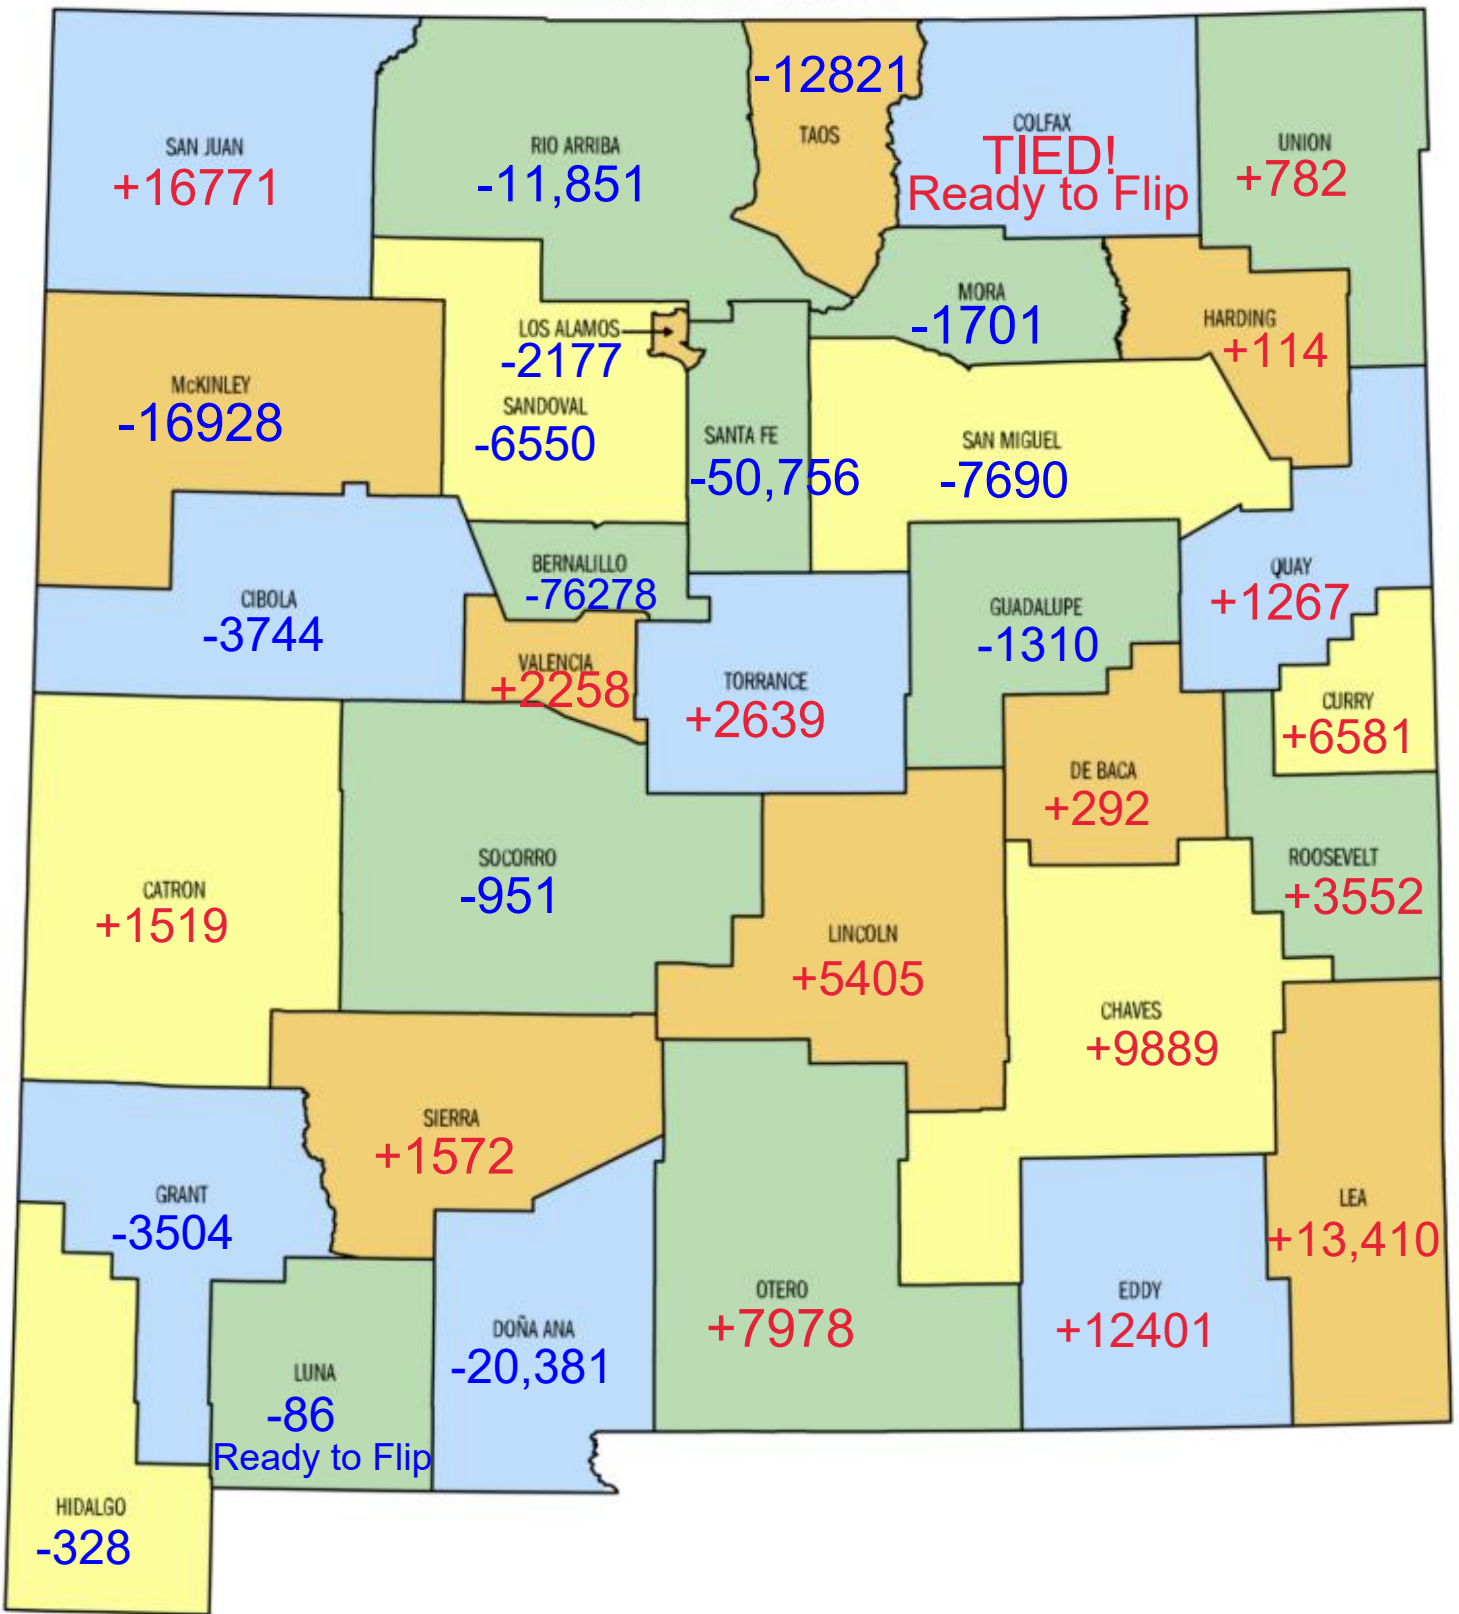 -12821
TAOS
COLFAX
TIED!
Ready to Flip
SAN JUAN
+16771
RIO ARRIBA
-11,851
UNION
+782
MORA
-1701
HARDING
+114
LOS ALAMOS
-2177
McKINLEY
-16928
SANDOVAL
-6550
SANTA FE
-50,756
SAN MIGUEL
-7690
BERNALILLO
-76278
QUAY
+1267
CIBOLA
-3744
GUADALUPE
-1310
VALENCIA
+2258
TORRANCE
+2639
CURRY
+6581
DE BACA
+292
SOCORRO
-951
ROOSEVELT
+3552
CATRON
+1519
LINCOLN
+5405
CHAVES
+9889
SIERRA
+1572
GRANT
-3504
LEA
+13,410
OTERO
+7978
EDDY
+12401
DOÑA ANA
-20,381
LUNA
-86
Ready to Flip
HIDALGO
-328